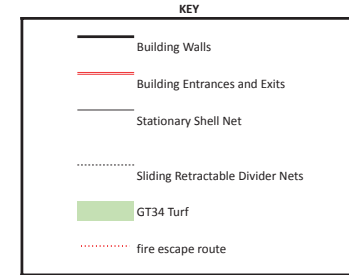 KEY
Building Walls
Building Entrances and Exits
Stationary Shell Net
Sliding Retractable Divider Nets
GT34 Turf
fire escape route